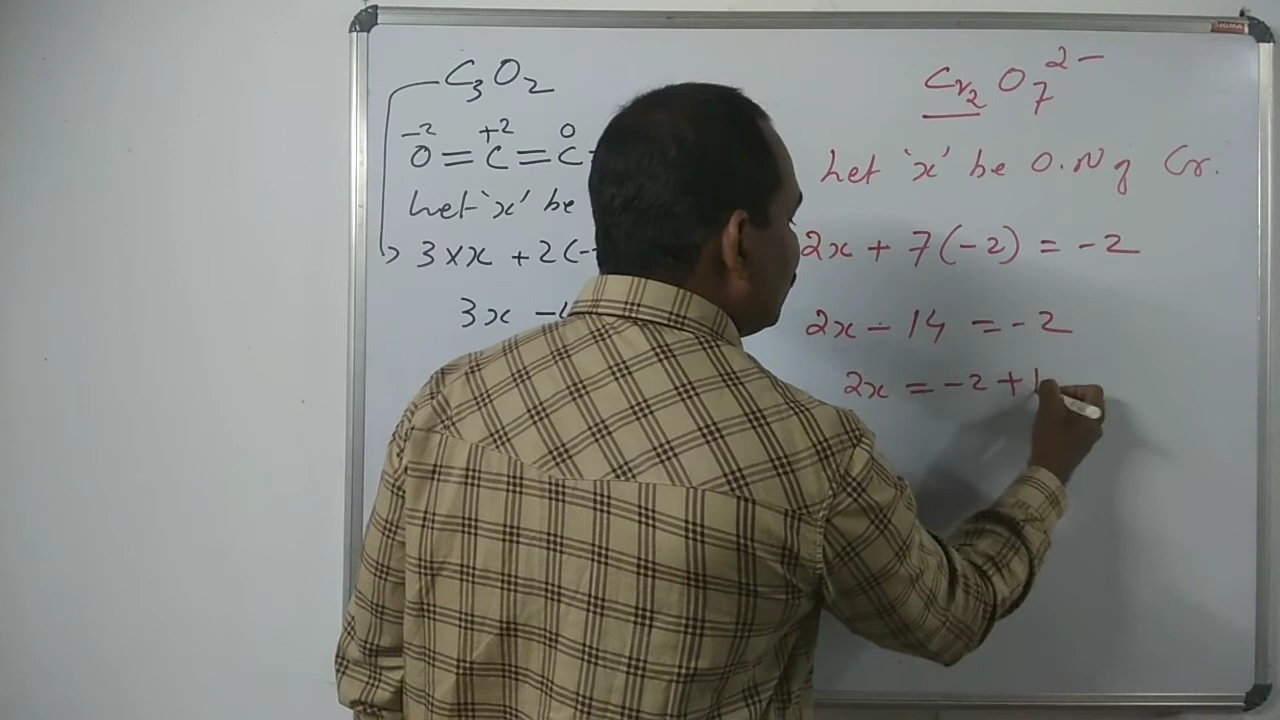 C₃O₂
-2 +2 0
O=C=C
Let 'x' be
3×x + 2(-
3x -
SIGMA
Cr₂O₇²⁻
Let 'x' be O.N of Cr.
2x + 7(-2) = -2
2x - 14 = -2
2x = -2 + 1